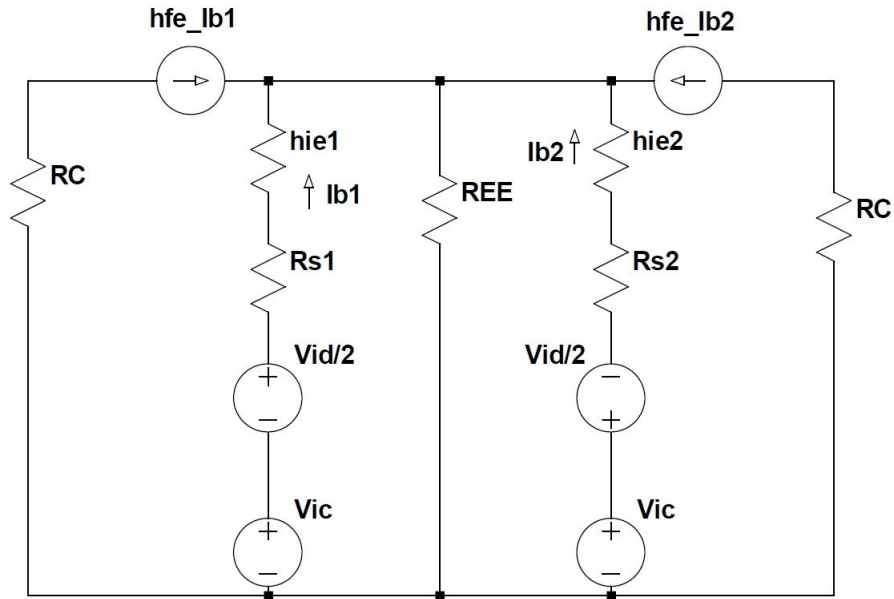 hfe_Ib1
hfe_Ib2
hie1
Ib2
hie2
RC
Ib1
REE
RC
Rs1
Rs2
Vid/2
Vid/2
+
−
−
+
Vic
Vic
+
−
+
−